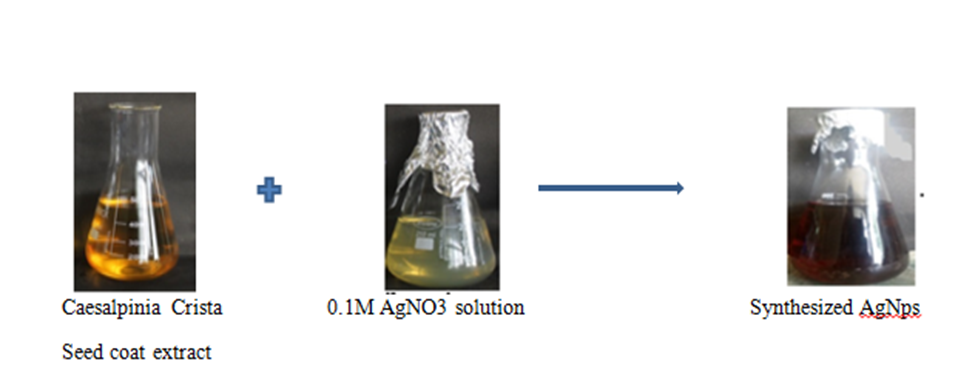 Caesalpinia Crista
Seed coat extract
0.1M AgNO3 solution
Synthesized AgNps